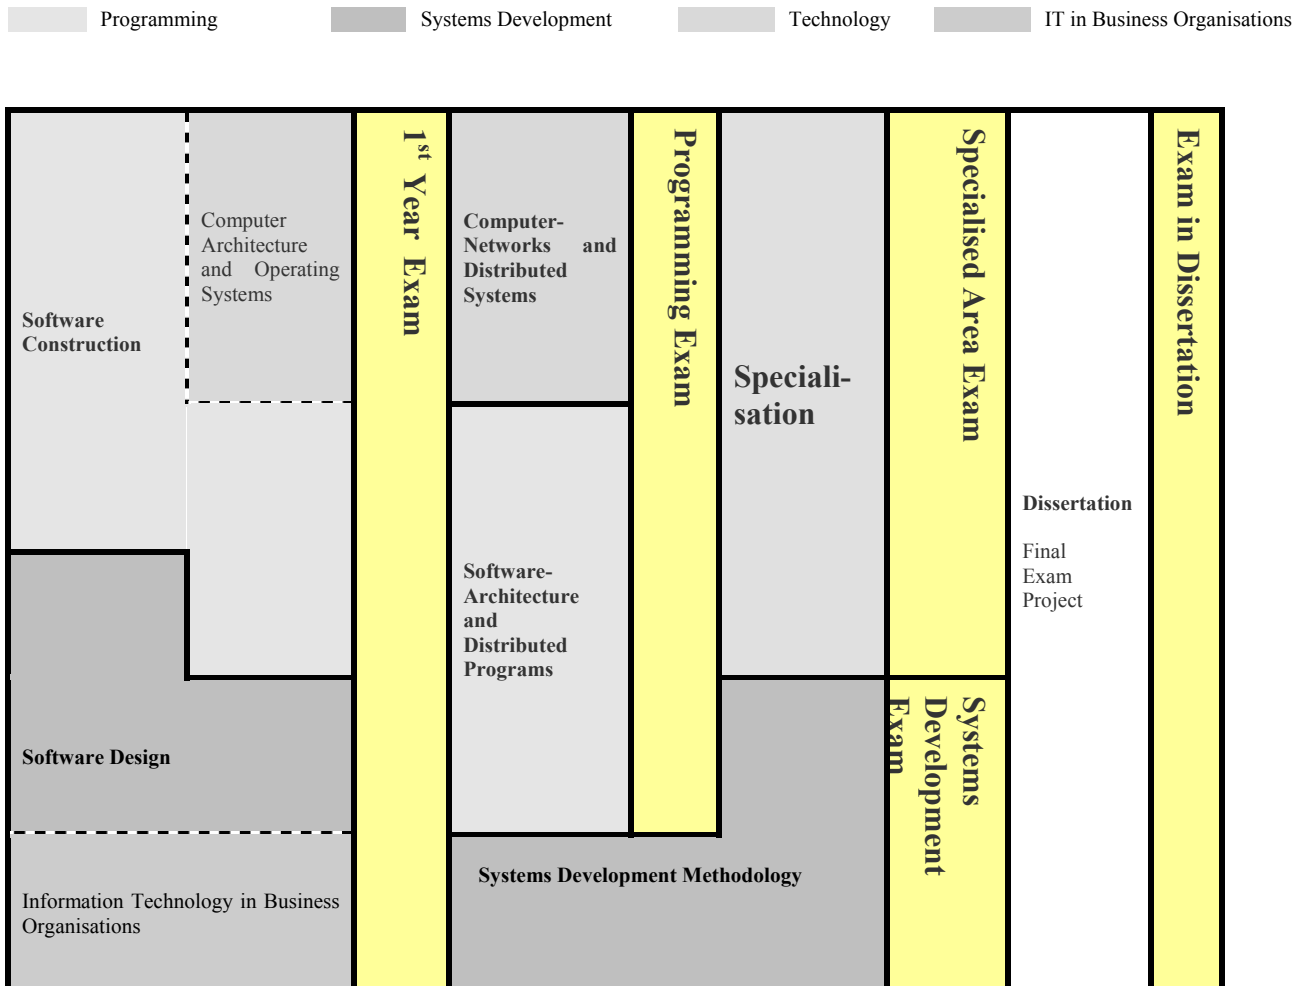 Programming
Systems Development
Technology
IT in Business Organisations
Software
Construction
Computer
Architecture
and Operating
Systems
Software Design
Information Technology in Business
Organisations
1st Year Exam
Computer-
Networks and
Distributed
Systems
Software-
Architecture
and
Distributed
Programs
Programming Exam
Speciali-
sation
Systems Development Methodology
Specialised Area Exam
Systems
Development
Exam
Dissertation
Final
Exam
Project
Exam in Dissertation